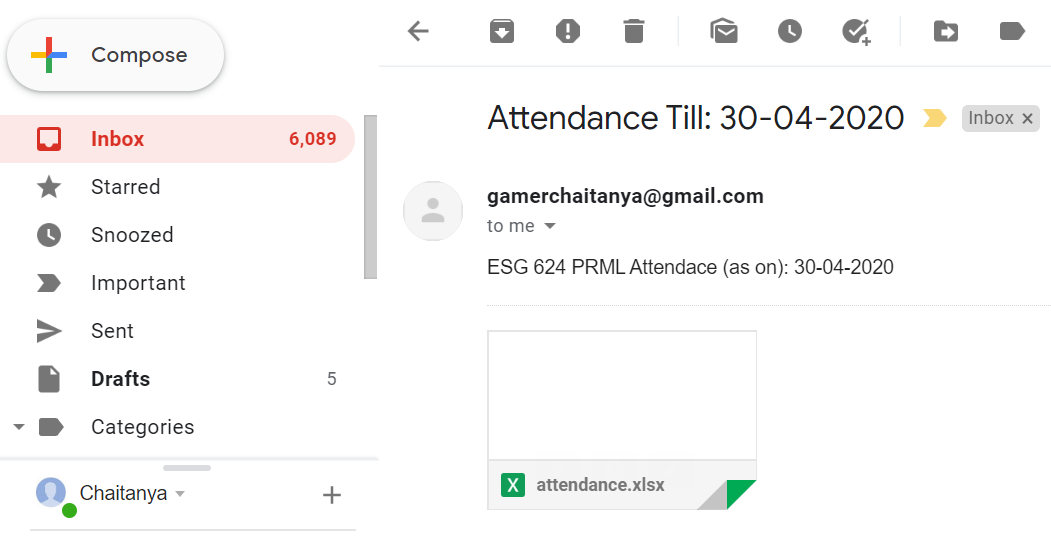 Compose
Inbox 6,089
Starred
Snoozed
Important
Sent
Drafts 5
Categories
Chaitanya
Attendance Till: 30-04-2020 Inbox ×
gamerchaitanya@gmail.com
to me
ESG 624 PRML Attendace (as on): 30-04-2020
X attendance.xlsx